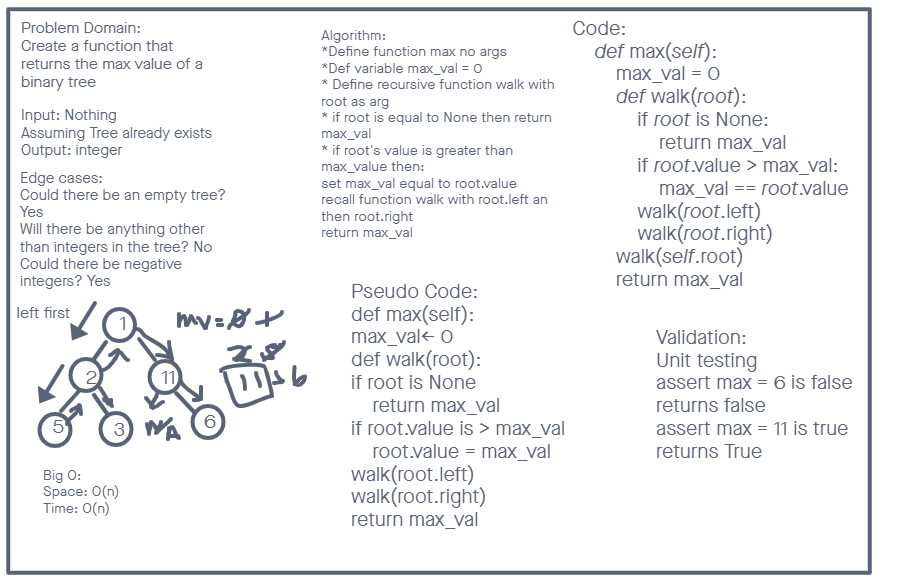 Problem Domain:
Create a function that
returns the max value of a
binary tree
Input: Nothing
Assuming Tree already exists
Output: integer
Edge cases:
Could there be an empty tree?
Yes
Will there be anything other
than integers in the tree? No
Could there be negative
integers? Yes
left first
1
2
11
5
3
N/A
6
mv = 0 1
2 5
11 6
Big O:
Space: O(n)
Time: O(n)
Algorithm:
*Define function max no args
*Def variable max_val = 0
* Define recursive function walk with
root as arg
* if root is equal to None then return
max_val
* if root's value is greater than
max_value then:
set max_val equal to root.value
recall function walk with root.left an
then root.right
return max_val
Pseudo Code:
def max(self):
max_val← 0
def walk(root):
if root is None
return max_val
if root.value is > max_val
root.value = max_val
walk(root.left)
walk(root.right)
return max_val
Code:
def max(self):
max_val = 0
def walk(root):
if root is None:
return max_val
if root.value > max_val:
max_val == root.value
walk(root.left)
walk(root.right)
walk(self.root)
return max_val
Validation:
Unit testing
assert max = 6 is false
returns false
assert max = 11 is true
returns True